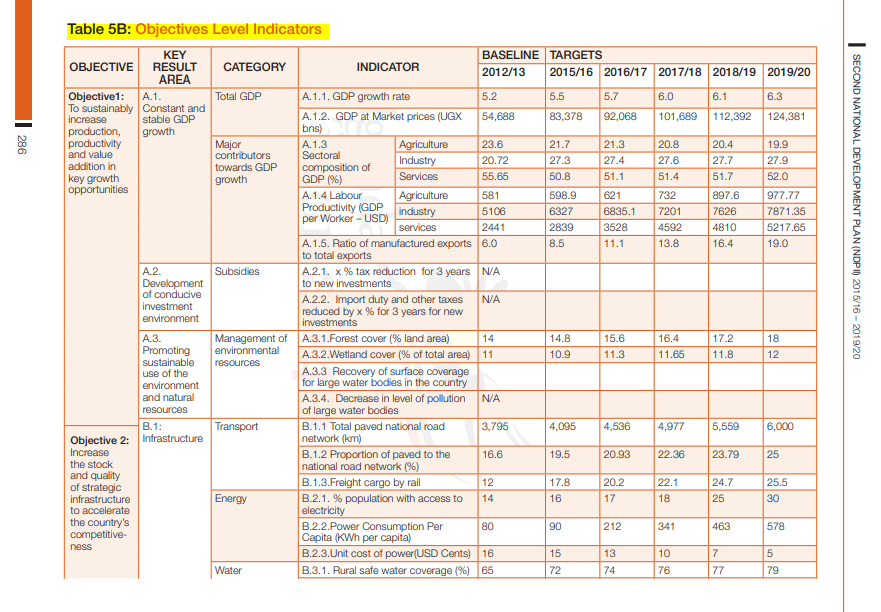 Table 5B: Objectives Level Indicators
OBJECTIVE KEY RESULT AREA CATEGORY INDICATOR BASELINE TARGETS
2012/13 2015/16 2016/17 2017/18 2018/19 2019/20
Objective1:
To sustainably
increase
production,
productivity
and value
addition in
key growth
opportunities
A.1.
Constant and
stable GDP
growth
Total GDP
A.1.1. GDP growth rate 5.2 5.5 5.7 6.0 6.1 6.3
A.1.2. GDP at Market prices (UGX
bns) 54,688 83,378 92,068 101,689 112,392 124,381
Major
contributors
towards GDP
growth
A.1.3
Sectoral
composition of
GDP (%)
Agriculture 23.6 21.7 21.3 20.8 20.4 19.9
Industry 20.72 27.3 27.4 27.6 27.7 27.9
Services 55.65 50.8 51.1 51.4 51.7 52.0
A.1.4 Labour
Productivity (GDP
per Worker – USD)
Agriculture 581 598.9 621 732 897.6 977.77
industry 5106 6327 6835.1 7201 7626 7871.35
services 2441 2839 3528 4592 4810 5217.65
A.1.5. Ratio of manufactured exports
to total exports 6.0 8.5 11.1 13.8 16.4 19.0
A.2.
Development
of conducive
investment
environment
Subsidies
A.2.1. x % tax reduction for 3 years
to new investments N/A
A.2.2. Import duty and other taxes
reduced by x % for 3 years for new
investments N/A
A.3.
Promoting
sustainable
use of the
environment
and natural
resources
Management of
environmental
resources
A.3.1.Forest cover (% land area) 14 14.8 15.6 16.4 17.2 18
A.3.2.Wetland cover (% of total area) 11 10.9 11.3 11.65 11.8 12
A.3.3 Recovery of surface coverage
for large water bodies in the country
A.3.4. Decrease in level of pollution
of large water bodies N/A
Objective 2:
Increase
the stock
and quality
of strategic
infrastructure
to accelerate
the country's
competitive-
ness
B.1:
Infrastructure
Transport
B.1.1 Total paved national road
network (km) 3,795 4,095 4,536 4,977 5,559 6,000
B.1.2 Proportion of paved to the
national road network (%) 16.6 19.5 20.93 22.36 23.79 25
B.1.3.Freight cargo by rail 12 17.8 20.2 22.1 24.7 25.5
Energy
B.2.1. % population with access to
electricity 14 16 17 18 25 30
B.2.2.Power Consumption Per
Capita (KWh per capita) 80 90 212 341 463 578
B.2.3.Unit cost of power(USD Cents) 16 15 13 10 7 5
Water
B.3.1. Rural safe water coverage (%) 65 72 74 76 77 79
286
SECOND NATIONAL DEVELOPMENT PLAN (NDPII) 2015/16 – 2019/20